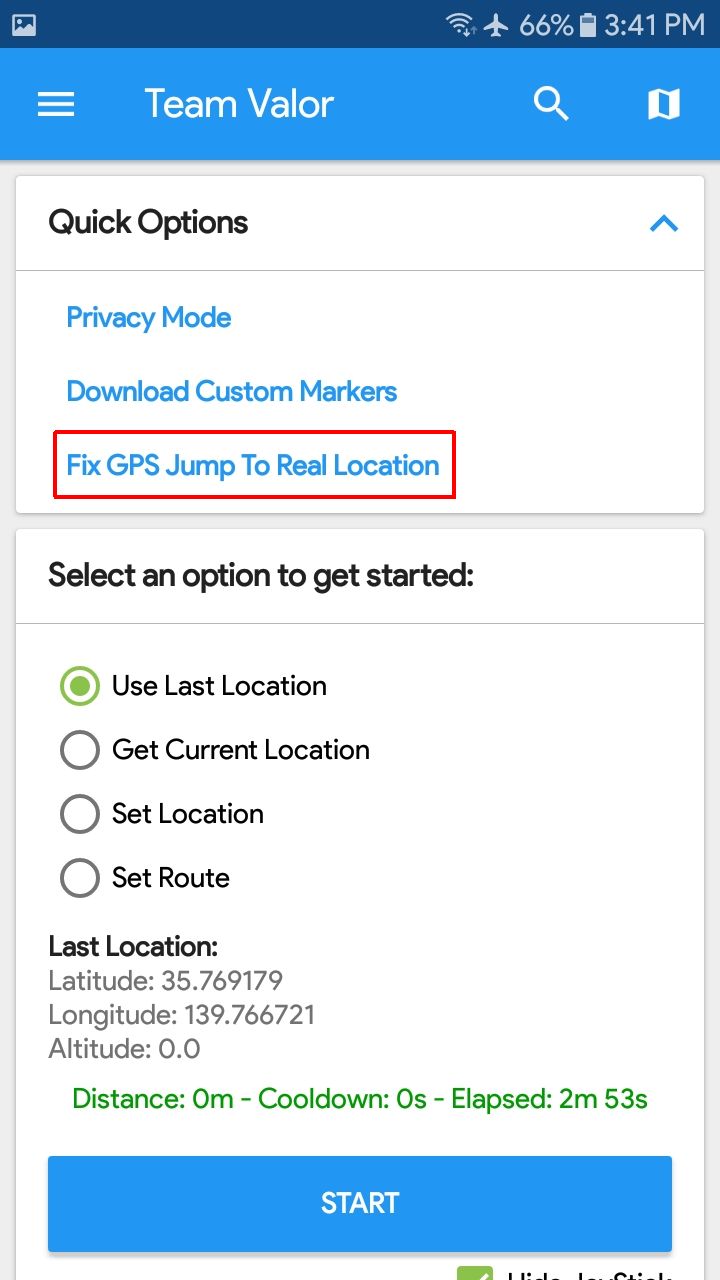 66% 3:41 PM
Team Valor
Quick Options
Privacy Mode
Download Custom Markers
Fix GPS Jump To Real Location
Select an option to get started:
Use Last Location
Get Current Location
Set Location
Set Route
Last Location:
Latitude: 35.769179
Longitude: 139.766721
Altitude: 0.0
Distance: 0m - Cooldown: 0s - Elapsed: 2m 53s
START
Hide JoyStick